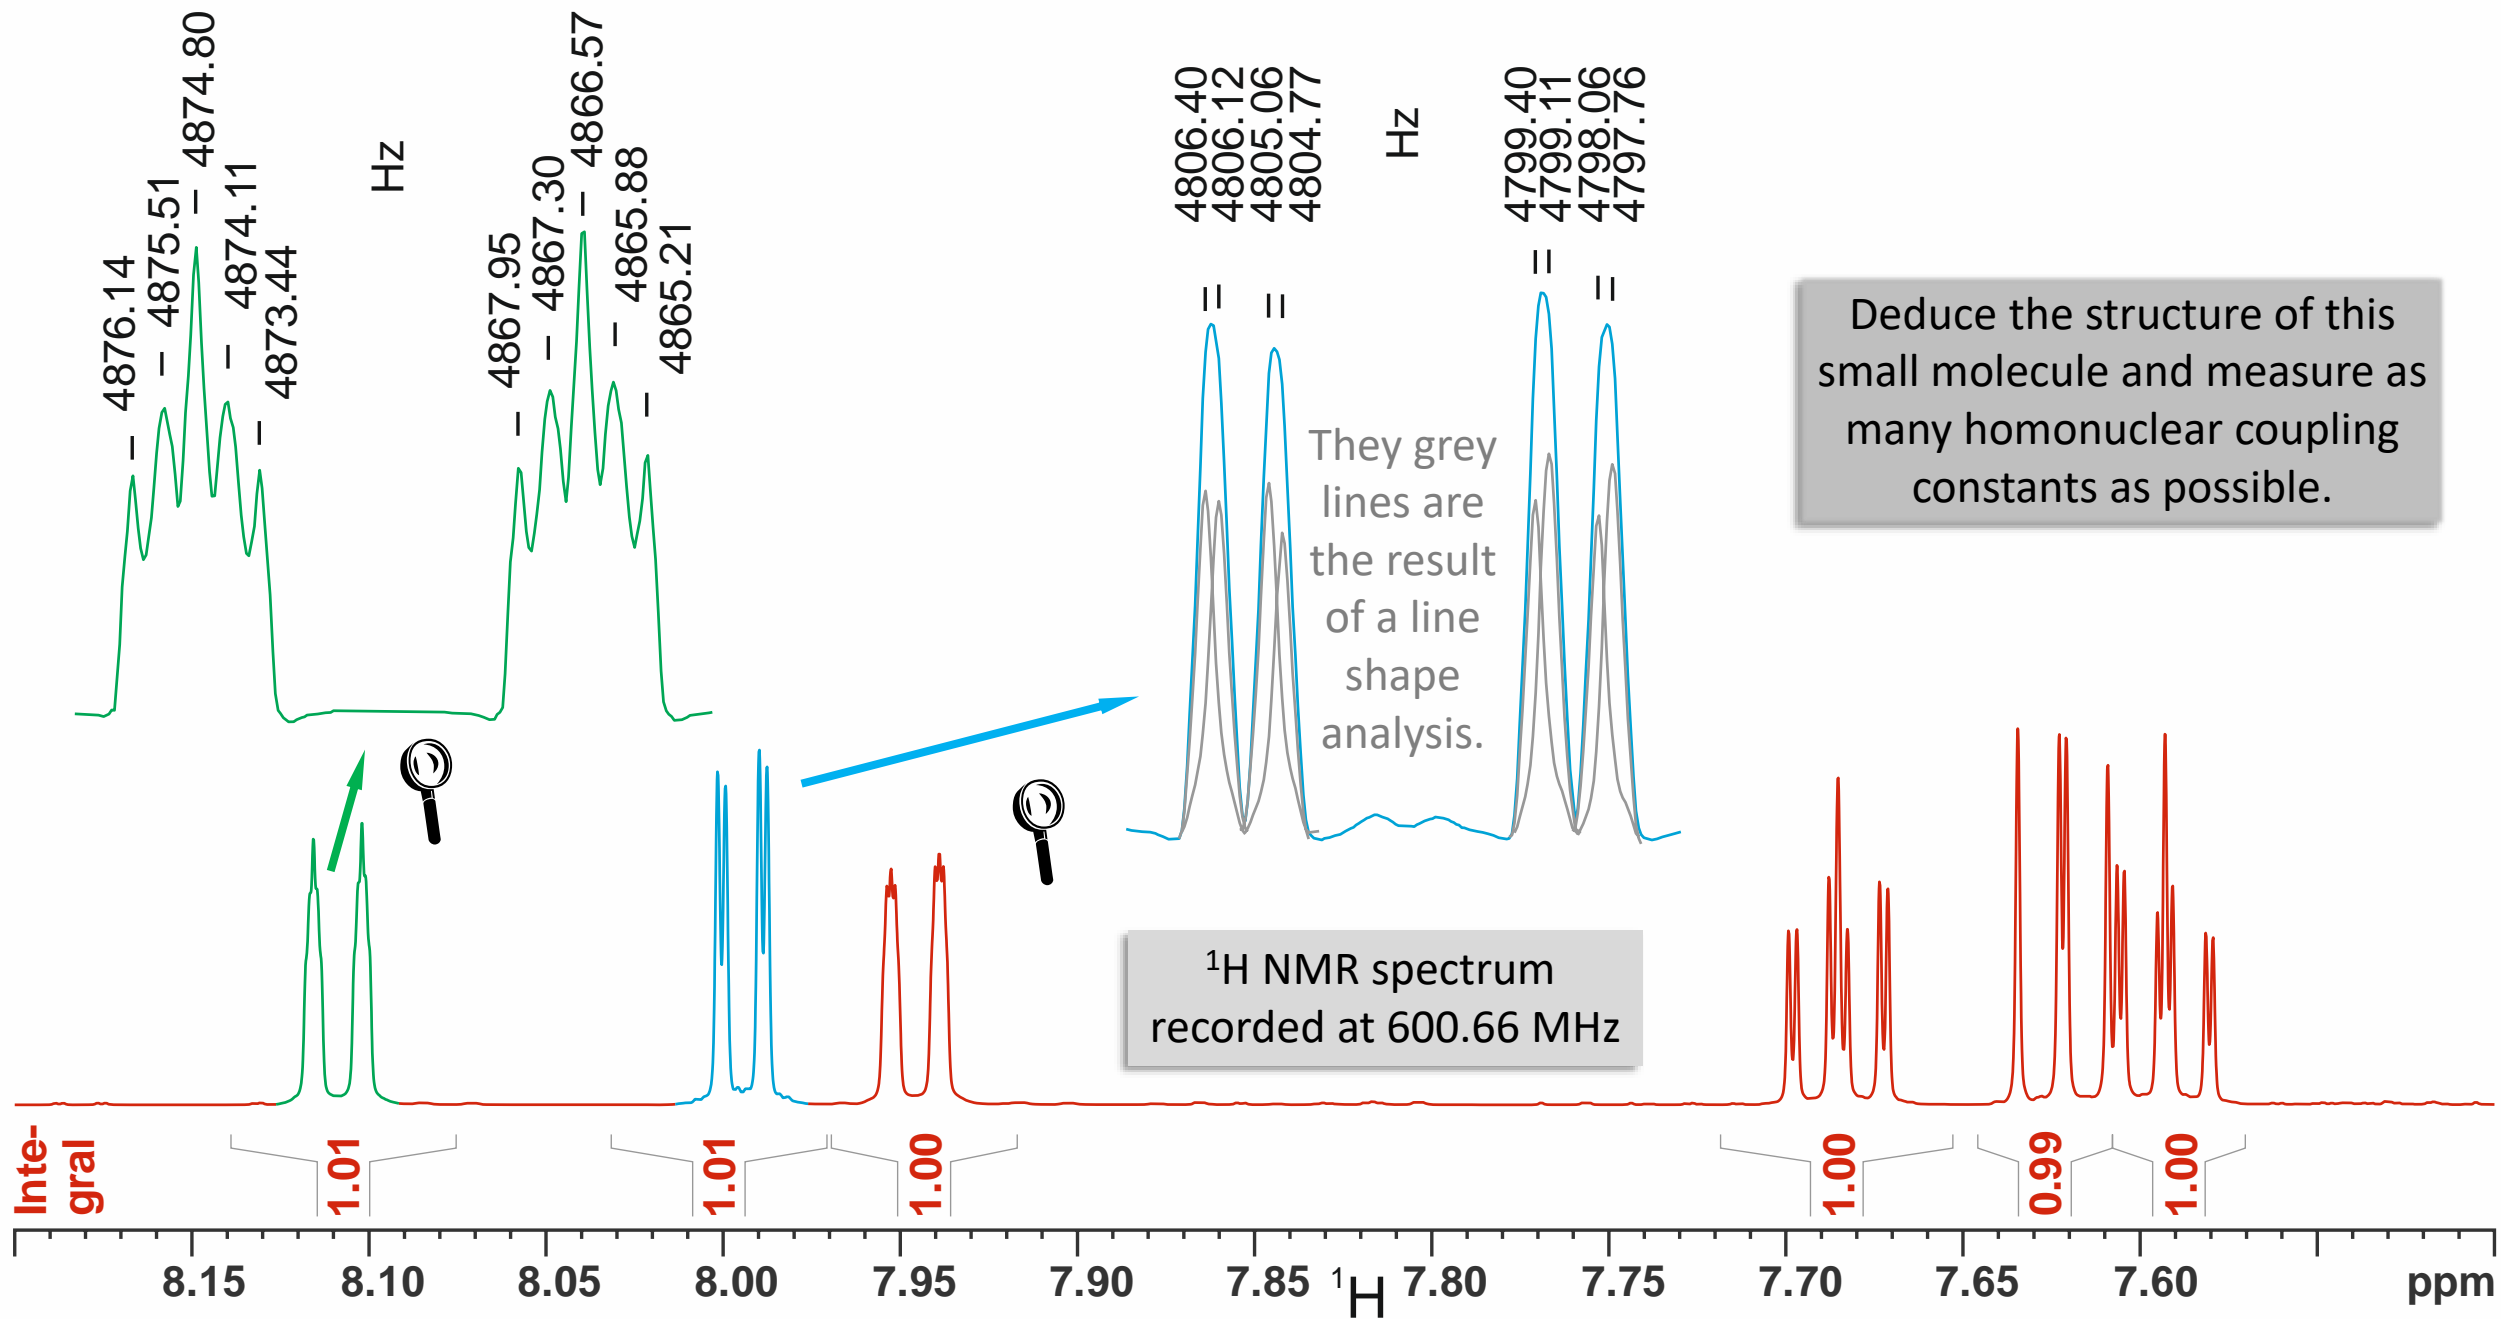 4876.14
4875.51
4874.80
4874.11
4873.44
Hz
4867.95
4867.30
4866.57
4865.88
4865.21
4806.40
4806.12
4805.06
4804.77
Hz
4799.40
4799.11
4798.06
4797.76
Deduce the structure of this
small molecule and measure as
many homonuclear coupling
constants as possible.
They grey
lines are
the result
of a line
shape
analysis.
¹H NMR spectrum
recorded at 600.66 MHz
Inte-
gral
1.01
1.01
1.00
1.00
0.99
1.00
8.15
8.10
8.05
8.00
7.95
7.90
7.85
¹H
7.80
7.75
7.70
7.65
7.60
ppm